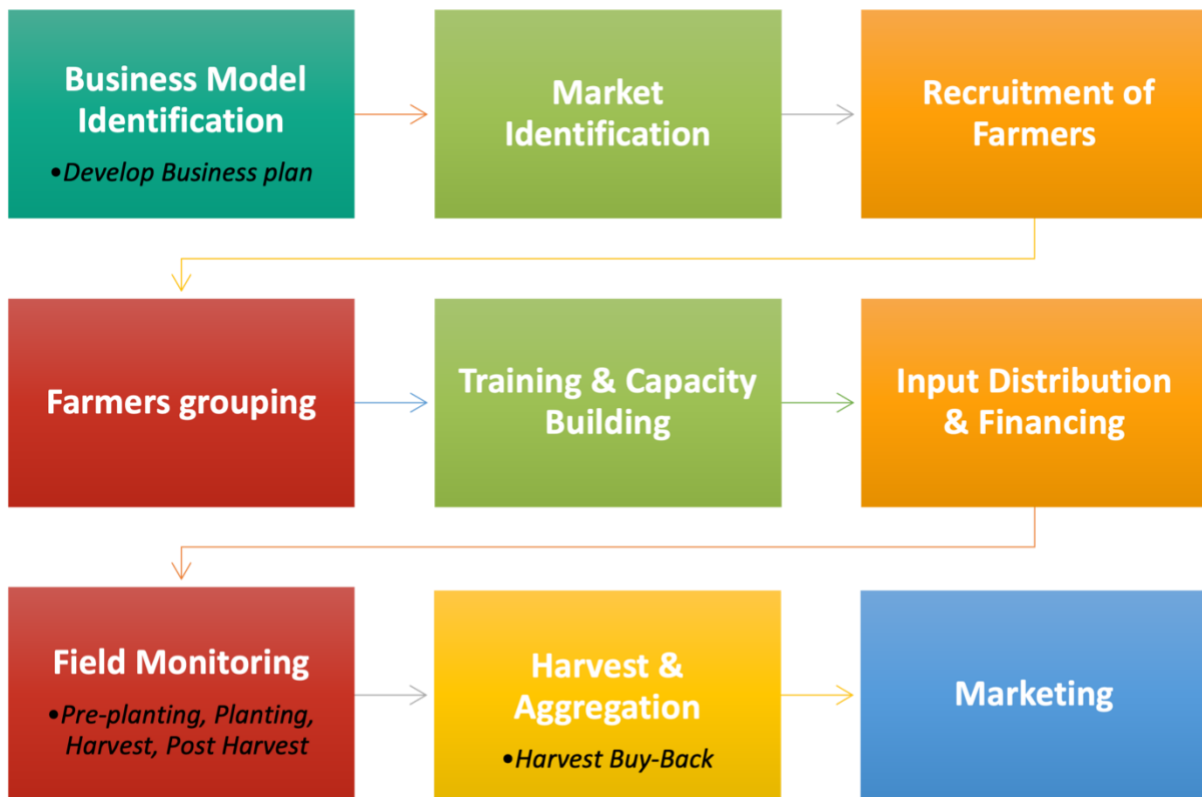 Business Model
Identification
•Develop Business plan
Market
Identification
Recruitment of
Farmers
Farmers grouping
Training & Capacity
Building
Input Distribution
& Financing
Field Monitoring
•Pre-planting, Planting,
Harvest, Post Harvest
Harvest &
Aggregation
•Harvest Buy-Back
Marketing